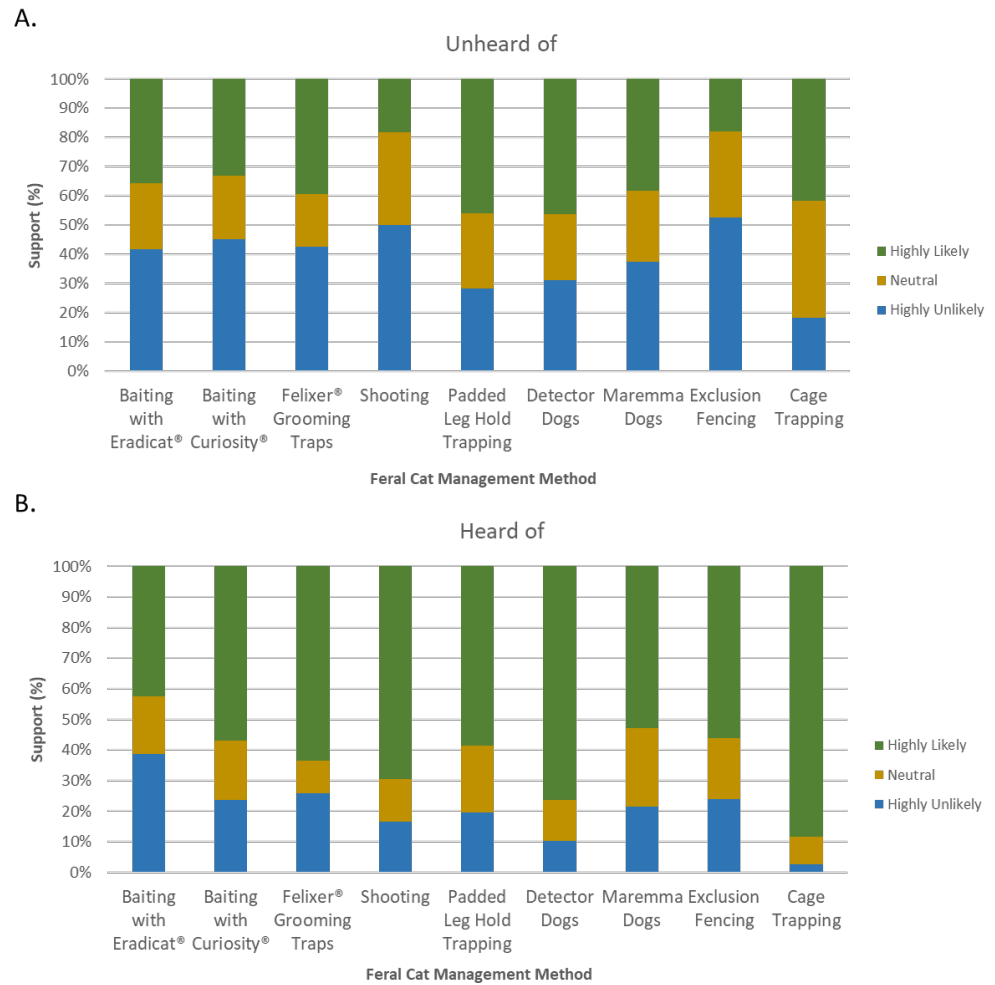 A.
Unheard of
100%
90%
80%
70%
60%
50%
40%
30%
20%
10%
0%
Support (%)
Baiting with Eradicat®
Baiting with Curiosity®
Felixer® Grooming Traps
Shooting
Padded Leg Hold Trapping
Detector Dogs
Maremma Dogs
Exclusion Fencing
Cage Trapping
Feral Cat Management Method
Highly Likely
Neutral
Highly Unlikely
B.
Heard of
100%
90%
80%
70%
60%
50%
40%
30%
20%
10%
0%
Support (%)
Baiting with Eradicat®
Baiting with Curiosity®
Felixer® Grooming Traps
Shooting
Padded Leg Hold Trapping
Detector Dogs
Maremma Dogs
Exclusion Fencing
Cage Trapping
Feral Cat Management Method
Highly Likely
Neutral
Highly Unlikely